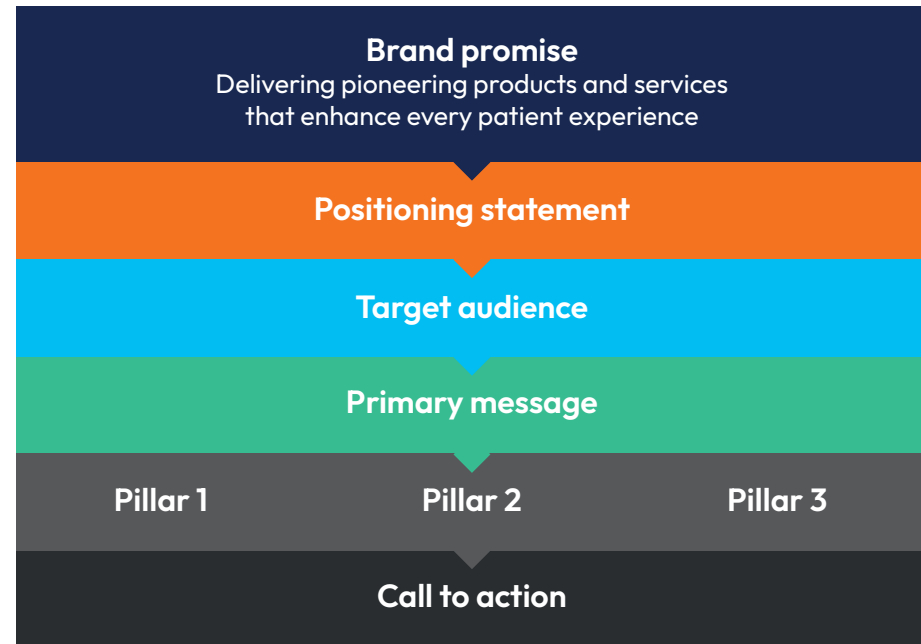 Brand promise
Delivering pioneering products and services
that enhance every patient experience
Positioning statement
Target audience
Primary message
Pillar 1 Pillar 2 Pillar 3
Call to action